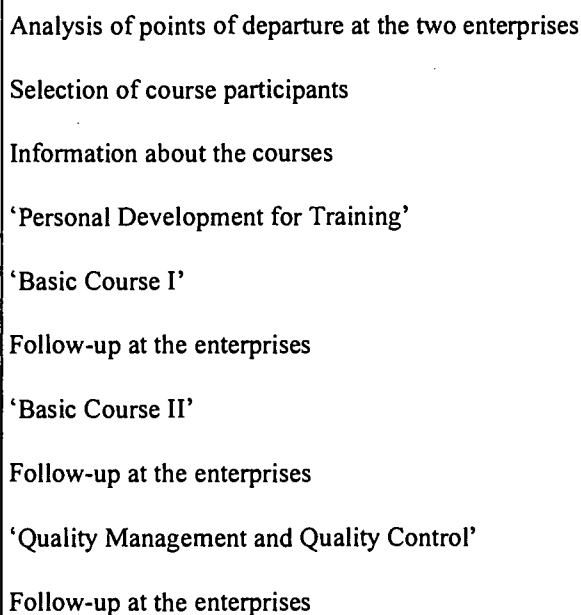 Analysis of points of departure at the two enterprises
Selection of course participants
Information about the courses
‘Personal Development for Training’
‘Basic Course I’
Follow-up at the enterprises
‘Basic Course II’
Follow-up at the enterprises
‘Quality Management and Quality Control’
Follow-up at the enterprises